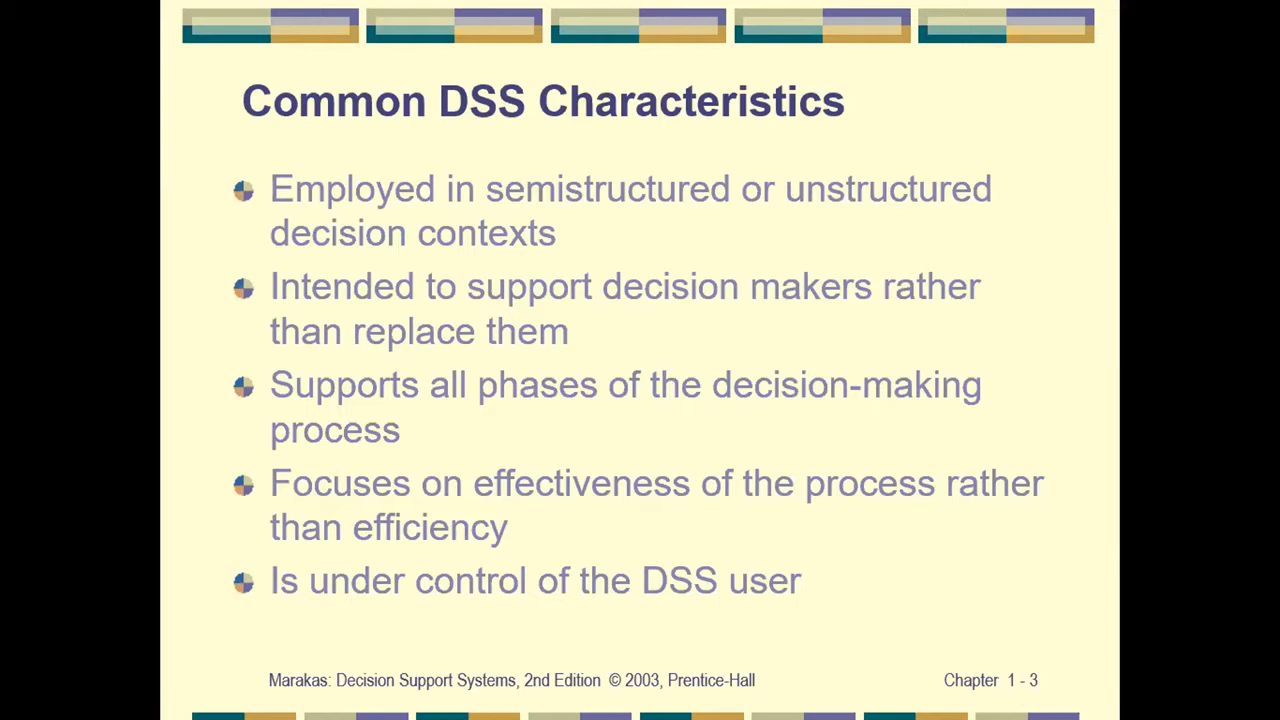 Common DSS Characteristics
Employed in semistructured or unstructured
decision contexts
Intended to support decision makers rather
than replace them
Supports all phases of the decision-making
process
Focuses on effectiveness of the process rather
than efficiency
Is under control of the DSS user
Marakas: Decision Support Systems, 2nd Edition © 2003, Prentice-Hall
Chapter 1 - 3